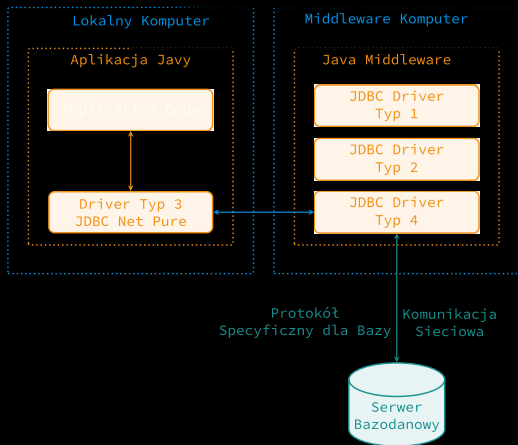 Lokalny Komputer
Middleware Komputer
Aplikacja Javy
Java Middleware
Application Code
JDBC Driver
Typ 1
JDBC Driver
Typ 2
Driver Typ 3
JDBC Net Pure
JDBC Driver
Typ 4
Protokół
Specyficzny dla Bazy
Komunikacja
Sieciowa
Serwer
Bazodanowy